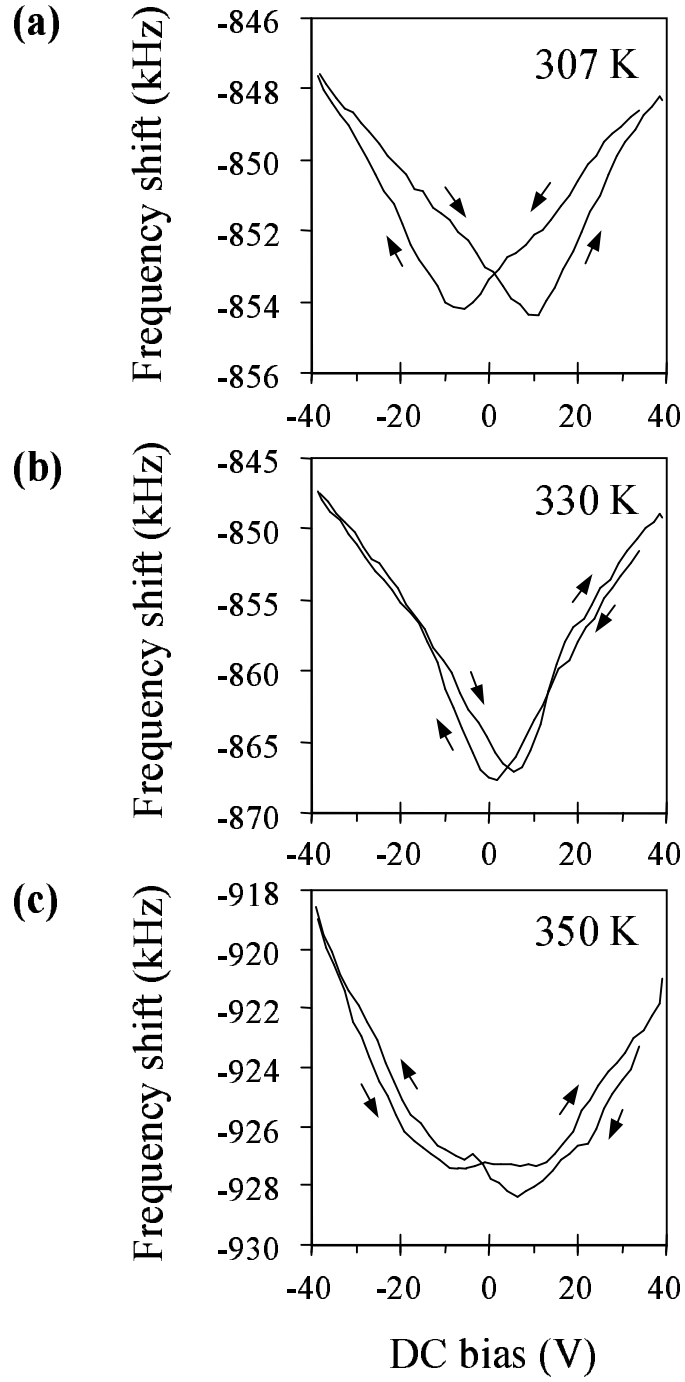 (a)
Frequency shift (kHz)
-846
-848
-850
-852
-854
-856
307 K
-40 -20 0 20 40
(b)
Frequency shift (kHz)
-845
-850
-855
-860
-865
-870
330 K
-40 -20 0 20 40
(c)
Frequency shift (kHz)
-918
-920
-922
-924
-926
-928
-930
350 K
-40 -20 0 20 40
DC bias (V)